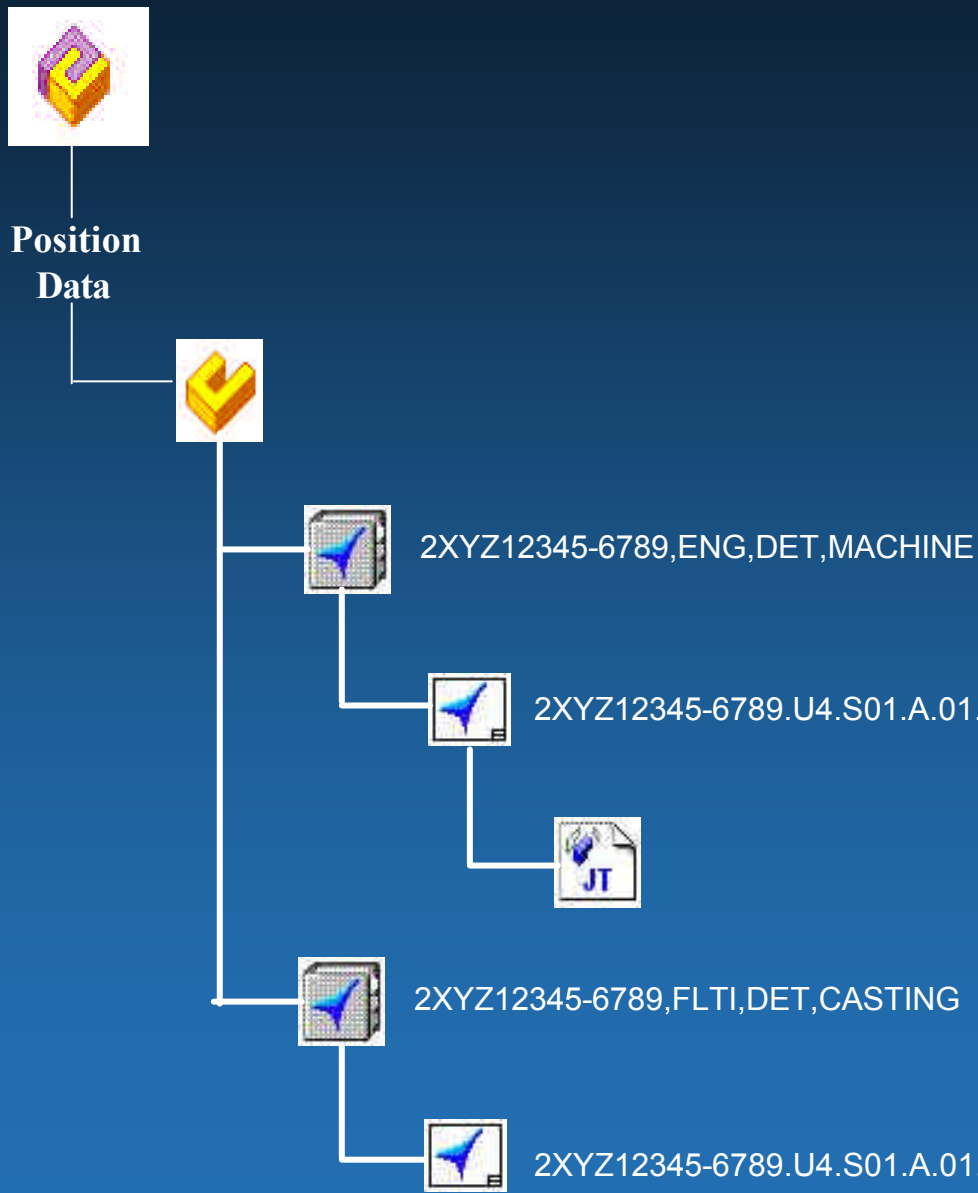 Position
Data
2XYZ12345-6789,ENG,DET,MACHINE
2XYZ12345-6789.U4.S01.A.01.
JT
2XYZ12345-6789,FLTI,DET,CASTING
2XYZ12345-6789.U4.S01.A.01